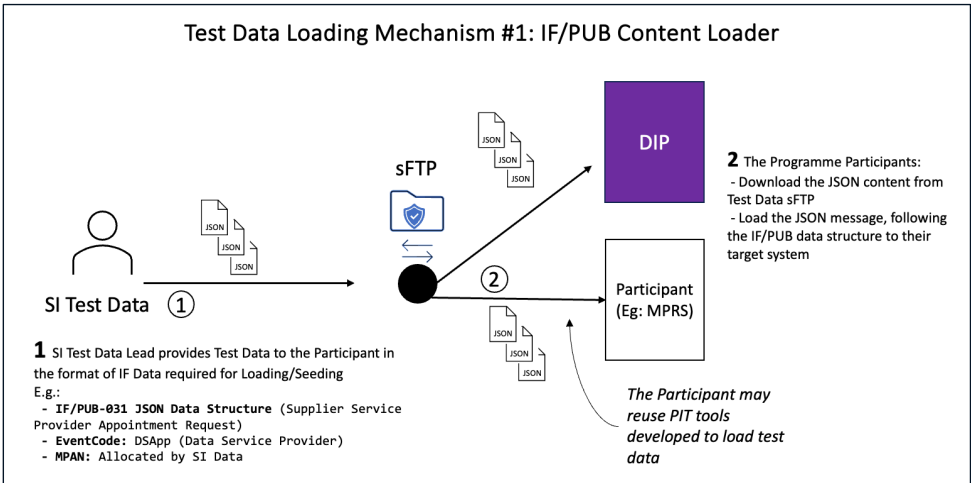 Test Data Loading Mechanism #1: IF/PUB Content Loader
JSON
JSON
JSON
DIP
sFTP
2 The Programme Participants:
- Download the JSON content from
Test Data sFTP
- Load the JSON message, following
the IF/PUB data structure to their
target system
JSON
JSON
JSON
SI Test Data
1
2
Participant
(Eg: MPRS)
JSON
JSON
JSON
1 SI Test Data Lead provides Test Data to the Participant in
the format of IF Data required for Loading/Seeding
E.g.:
- IF/PUB-031 JSON Data Structure (Supplier Service
Provider Appointment Request)
- EventCode: DSApp (Data Service Provider)
- MPAN: Allocated by SI Data
The Participant may
reuse PIT tools
developed to load test
data